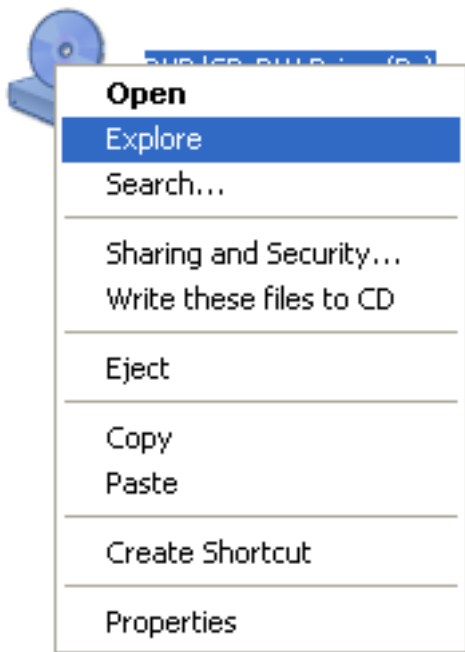 Open
Explore
Search...
Sharing and Security...
Write these files to CD
Eject
Copy
Paste
Create Shortcut
Properties